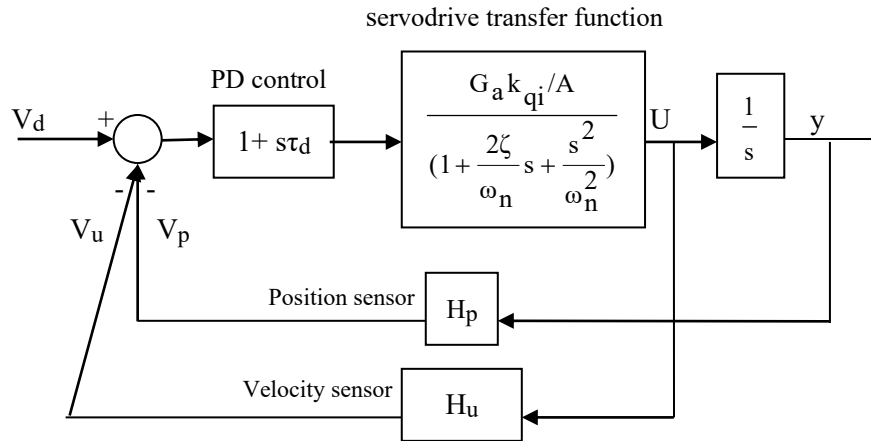 servodrive transfer function
PD control
V_d
+
1+ sτ_d
G_a k_qi /A
(1 + 2ζ/ω_n s + s^2/ω_n^2)
U
1/s
y
- -
V_u V_p
Position sensor
H_p
Velocity sensor
H_u